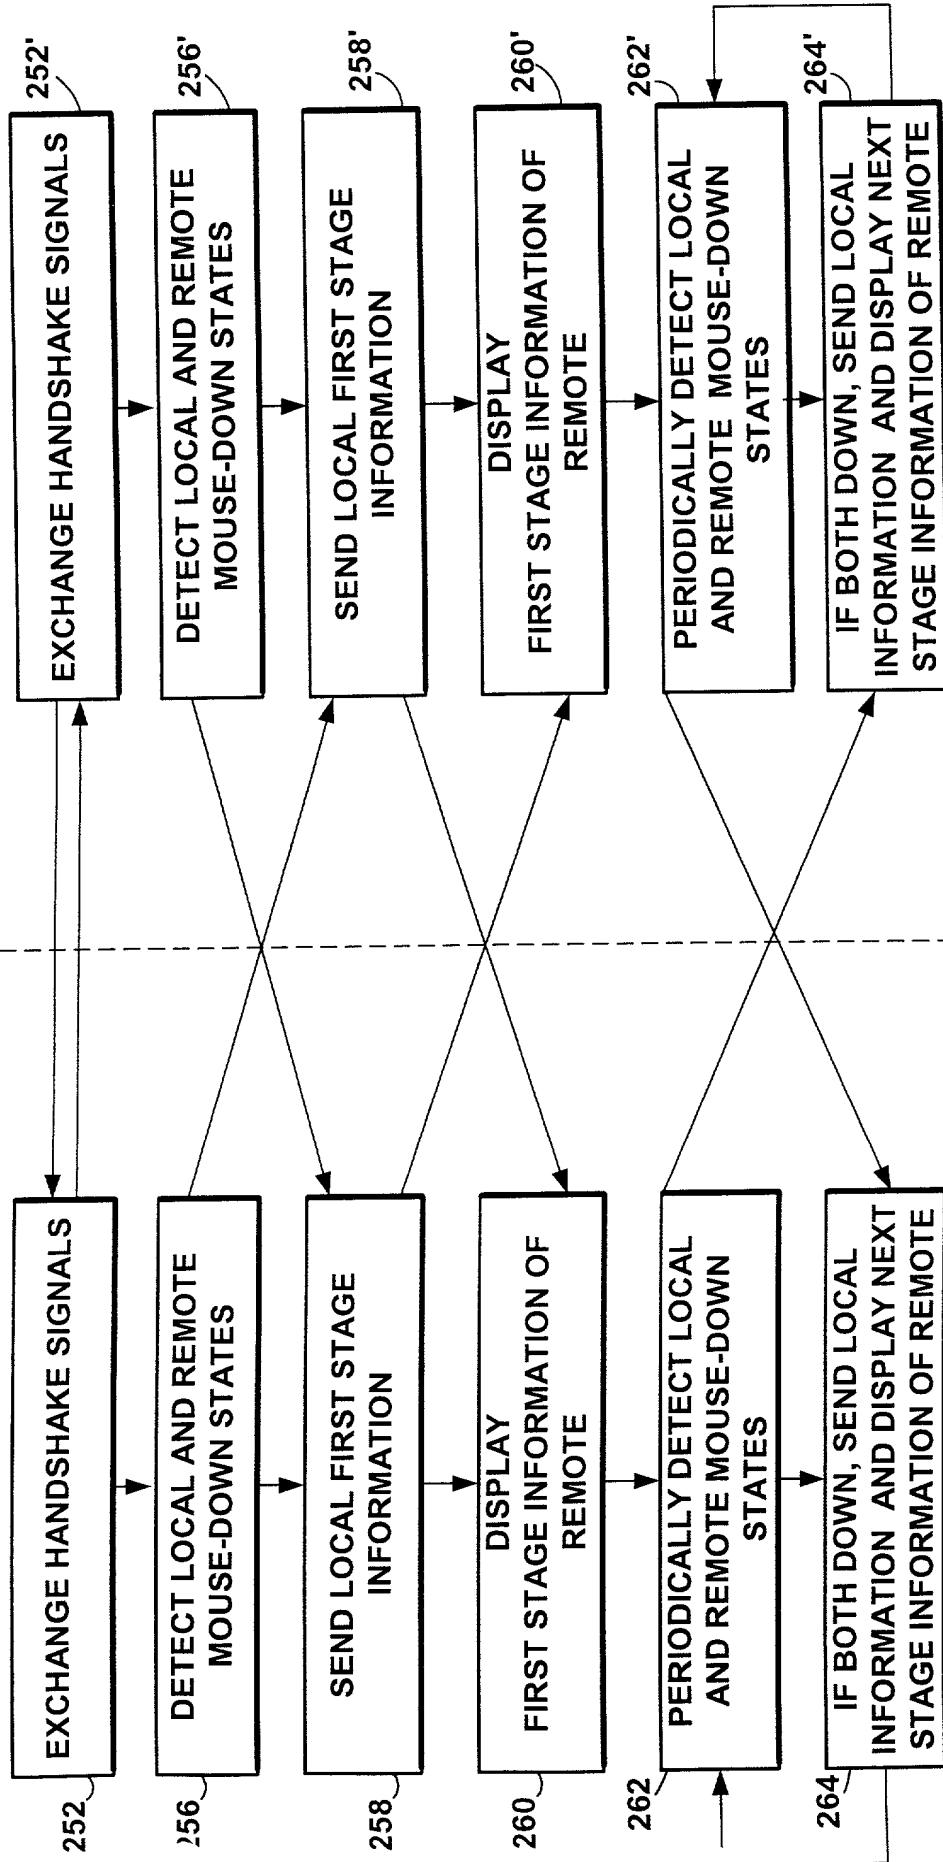 252
EXCHANGE HANDSHAKE SIGNALS
EXCHANGE HANDSHAKE SIGNALS
252'
256
DETECT LOCAL AND REMOTE
MOUSE-DOWN STATES
DETECT LOCAL AND REMOTE
MOUSE-DOWN STATES
256'
258
SEND LOCAL FIRST STAGE
INFORMATION
SEND LOCAL FIRST STAGE
INFORMATION
258'
260
DISPLAY
FIRST STAGE INFORMATION OF
REMOTE
DISPLAY
FIRST STAGE INFORMATION OF
REMOTE
260'
262
PERIODICALLY DETECT LOCAL
AND REMOTE MOUSE-DOWN
STATES
PERIODICALLY DETECT LOCAL
AND REMOTE MOUSE-DOWN
STATES
262'
264
IF BOTH DOWN, SEND LOCAL
INFORMATION AND DISPLAY NEXT
STAGE INFORMATION OF REMOTE
IF BOTH DOWN, SEND LOCAL
INFORMATION AND DISPLAY NEXT
STAGE INFORMATION OF REMOTE
264'